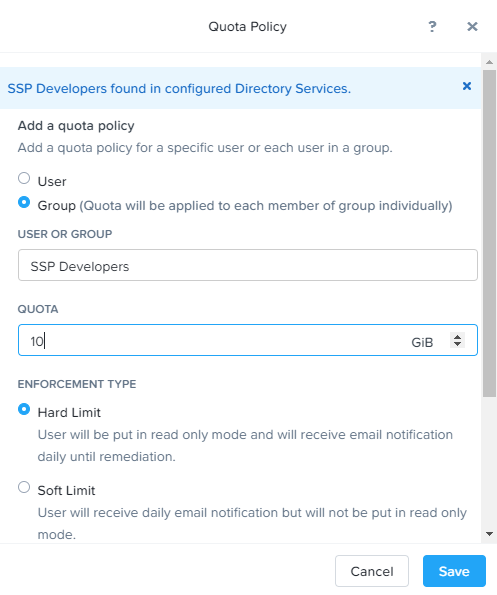 Quota Policy
?
SSP Developers found in configured Directory Services.
Add a quota policy
Add a quota policy for a specific user or each user in a group.
User
Group (Quota will be applied to each member of group individually)
USER OR GROUP
SSP Developers
QUOTA
10 GiB
ENFORCEMENT TYPE
Hard Limit
User will be put in read only mode and will receive email notification
daily until remediation.
Soft Limit
User will receive daily email notification but will not be put in read only
mode.
Cancel Save